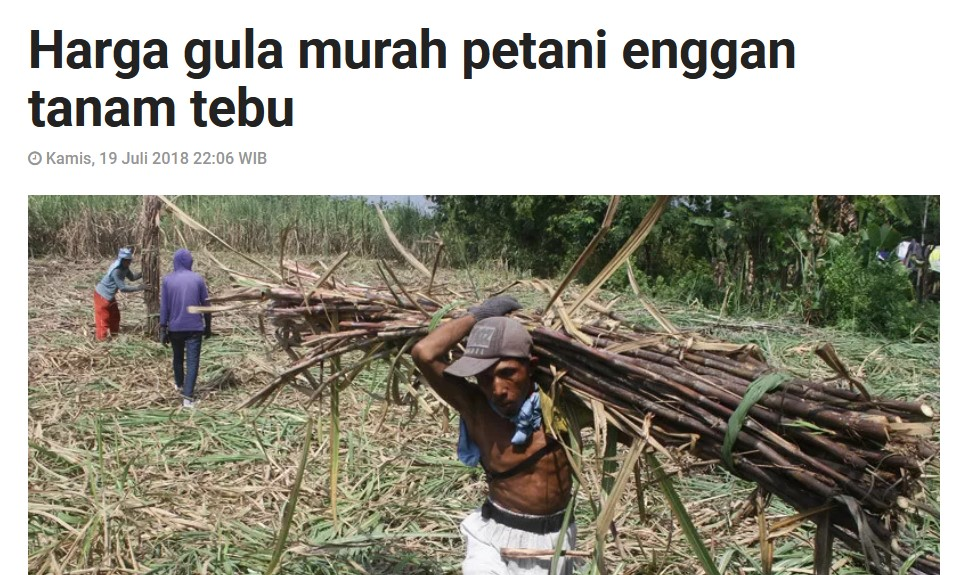 Harga gula murah petani enggan
tanam tebu
Kamis, 19 Juli 2018 22:06 WIB